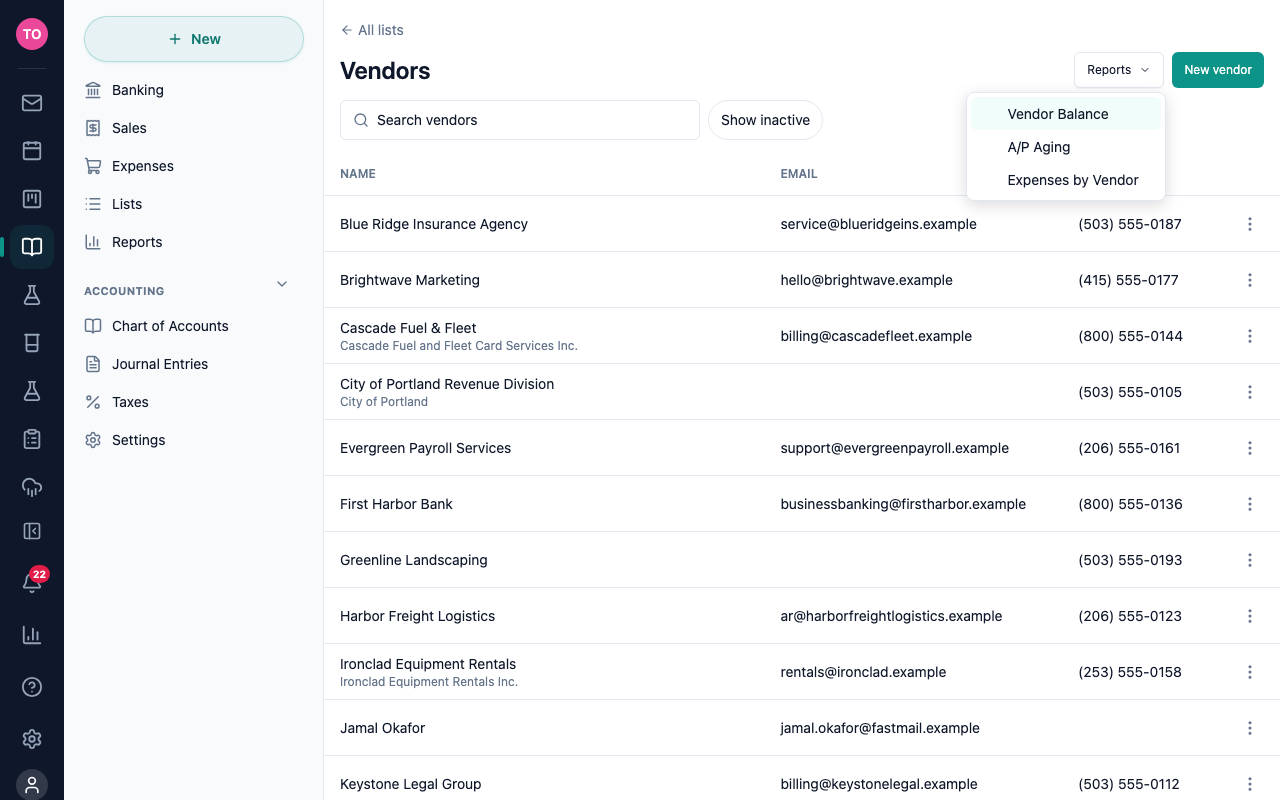 TO
22
New
Banking
Sales
Expenses
Lists
Reports
ACCOUNTING
Chart of Accounts
Journal Entries
Taxes
Settings
All lists
Vendors
Reports
New vendor
Search vendors
Show inactive
Vendor Balance
A/P Aging
Expenses by Vendor
NAME EMAIL
Blue Ridge Insurance Agency service@blueridgeins.example (503) 555-0187
Brightwave Marketing hello@brightwave.example (415) 555-0177
Cascade Fuel & Fleet
Cascade Fuel and Fleet Card Services Inc.
billing@cascadefleet.example (800) 555-0144
City of Portland Revenue Division
City of Portland
(503) 555-0105
Evergreen Payroll Services support@evergreenpayroll.example (206) 555-0161
First Harbor Bank businessbanking@firstharbor.example (800) 555-0136
Greenline Landscaping (503) 555-0193
Harbor Freight Logistics ar@harborfreightlogistics.example (206) 555-0123
Ironclad Equipment Rentals
Ironclad Equipment Rentals Inc.
rentals@ironclad.example (253) 555-0158
Jamal Okafor jamal.okafor@fastmail.example
Keystone Legal Group billing@keystonelegal.example (503) 555-0112